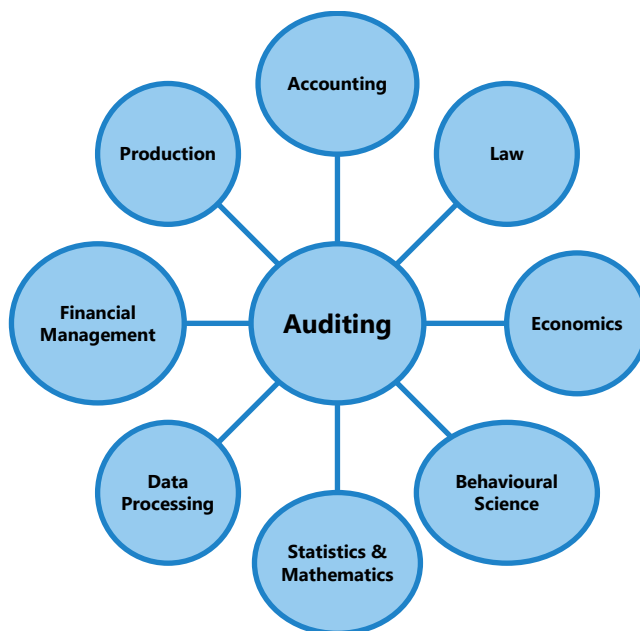 Accounting
Production
Law
Financial
Management
Auditing
Economics
Data
Processing
Behavioural
Science
Statistics &
Mathematics